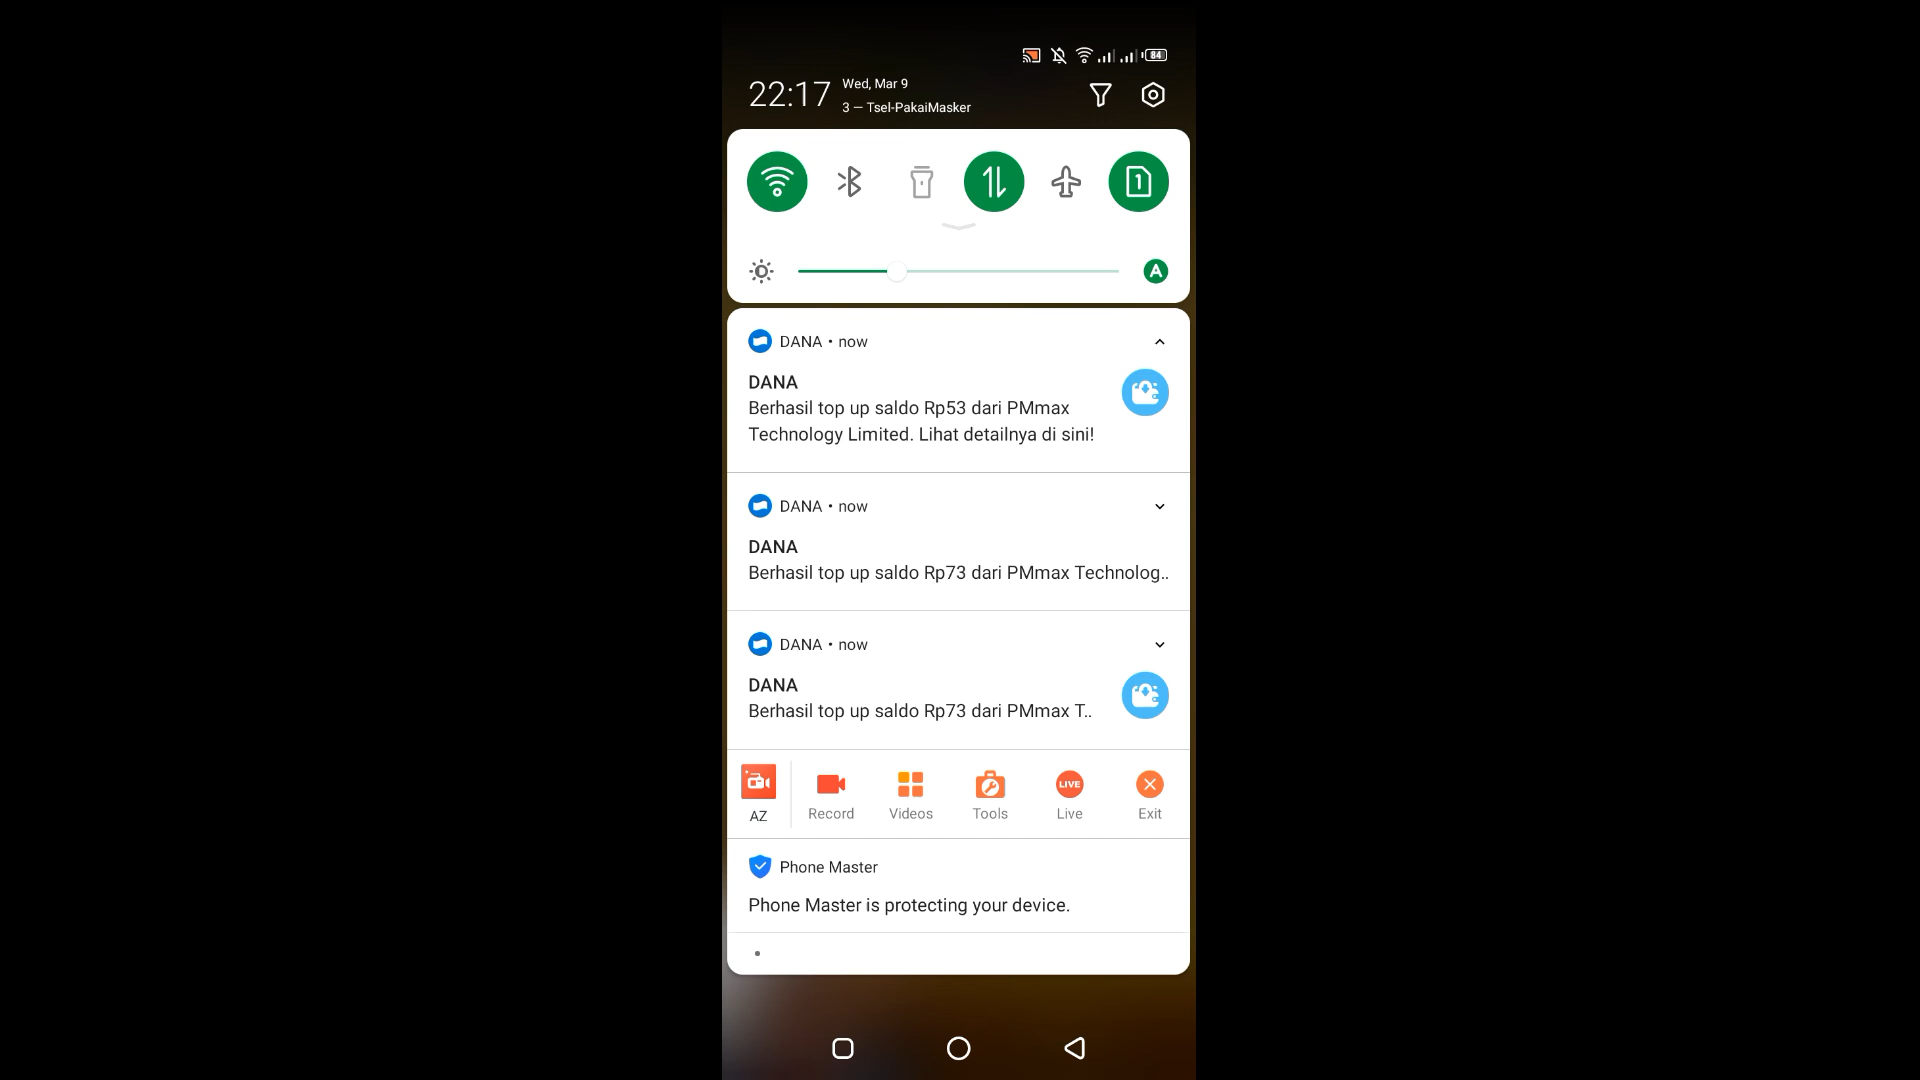 84
22:17
Wed, Mar 9
3 — Tsel-PakaiMasker
1
A
DANA • now
DANA
Berhasil top up saldo Rp53 dari PMmax
Technology Limited. Lihat detailnya di sini!
DANA • now
DANA
Berhasil top up saldo Rp73 dari PMmax Technolog..
DANA • now
DANA
Berhasil top up saldo Rp73 dari PMmax T..
LIVE
AZ Record Videos Tools Live Exit
Phone Master
Phone Master is protecting your device.